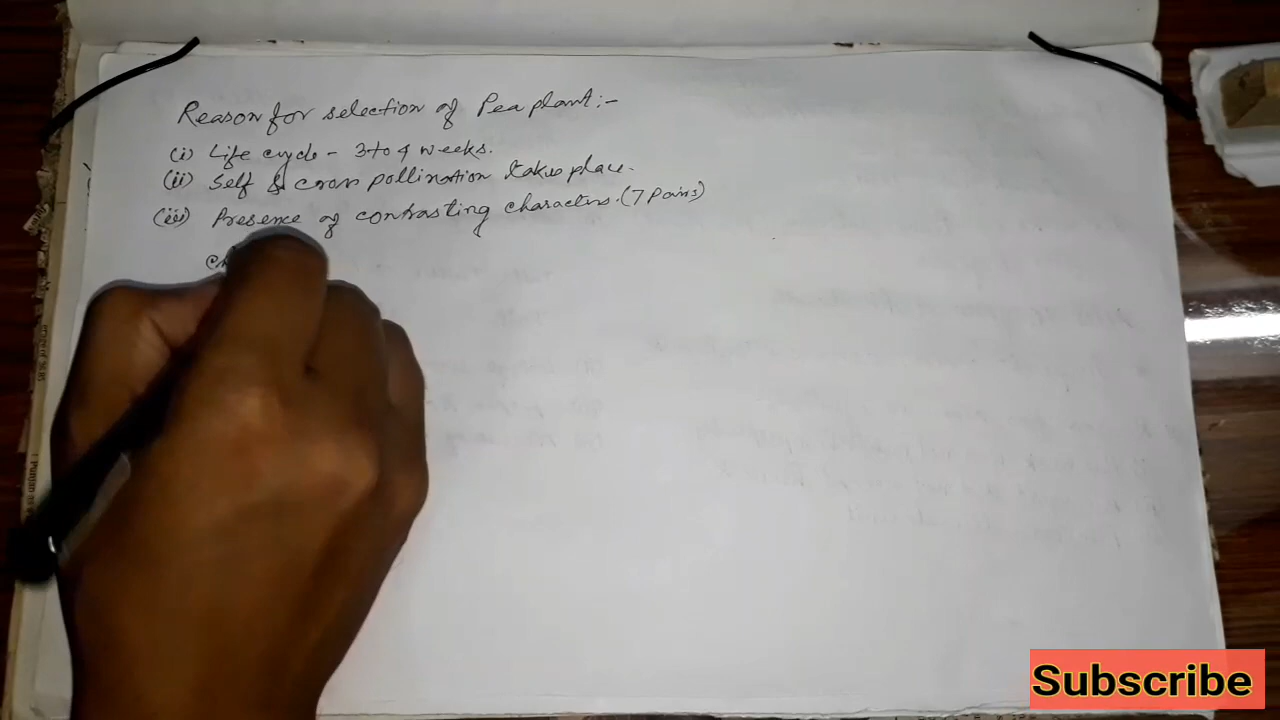 Reason for selection of Pea plant:-
(i) Life cycle - 3 to 4 weeks.
(ii) Self & cross pollination takes place.
(iii) Presence of contrasting characters. (7 pairs)
Ch
Subscribe